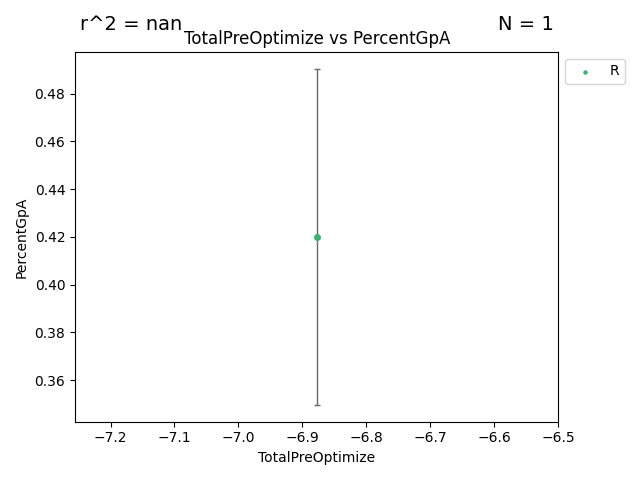 r^2 = nan
N = 1
TotalPreOptimize vs PercentGpA
R
0.48
0.46
0.44
0.42
0.40
0.38
0.36
PercentGpA
−7.2 −7.1 −7.0 −6.9 −6.8 −6.7 −6.6 −6.5
TotalPreOptimize